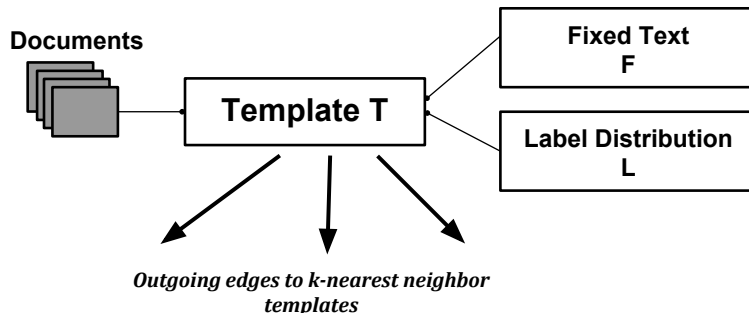 Documents
Template T
Fixed Text
F
Label Distribution
L
Outgoing edges to k-nearest neighbor
templates